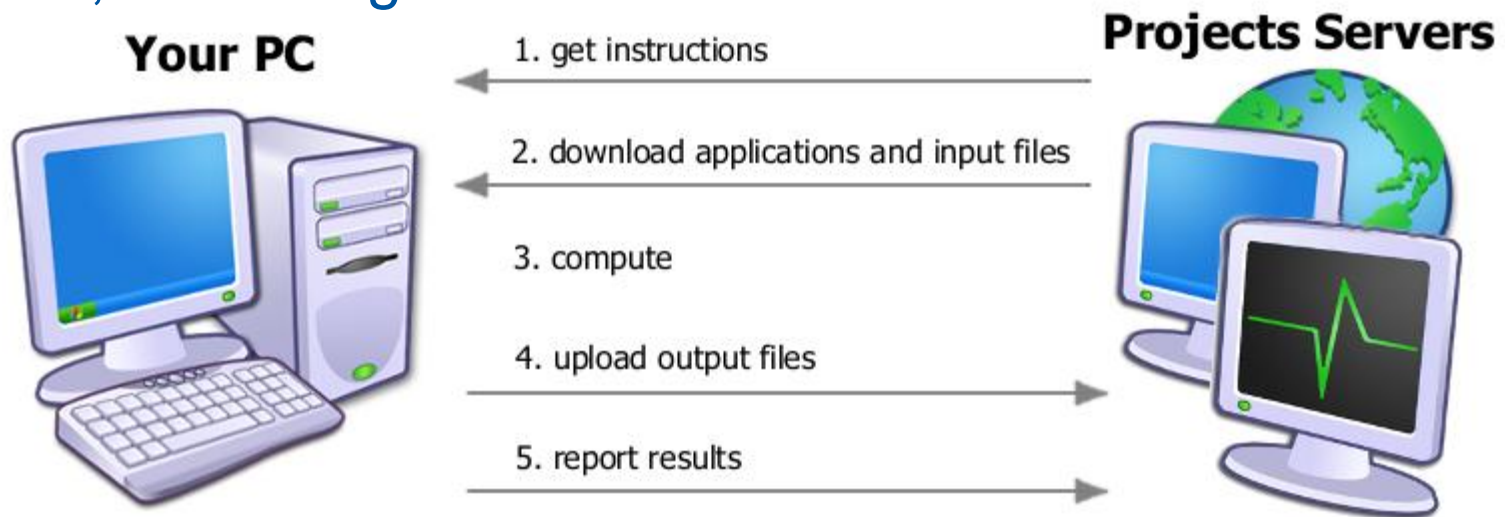 Your PC
Projects Servers
1. get instructions
2. download applications and input files
3. compute
4. upload output files
5. report results